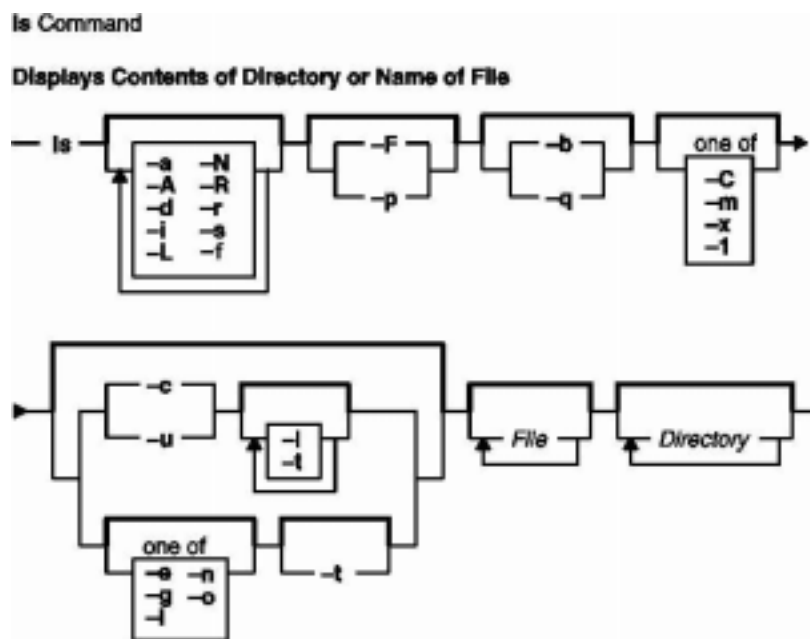 ls Command
Displays Contents of Directory or Name of File
ls
-a -N
-A -R
-d -r
-i -s
-L -f
-F
-p
-b
-q
one of
-C
-m
-x
-1
-c
-u
-l
-t
File
Directory
one of
-e -n
-g -o
-l
-t